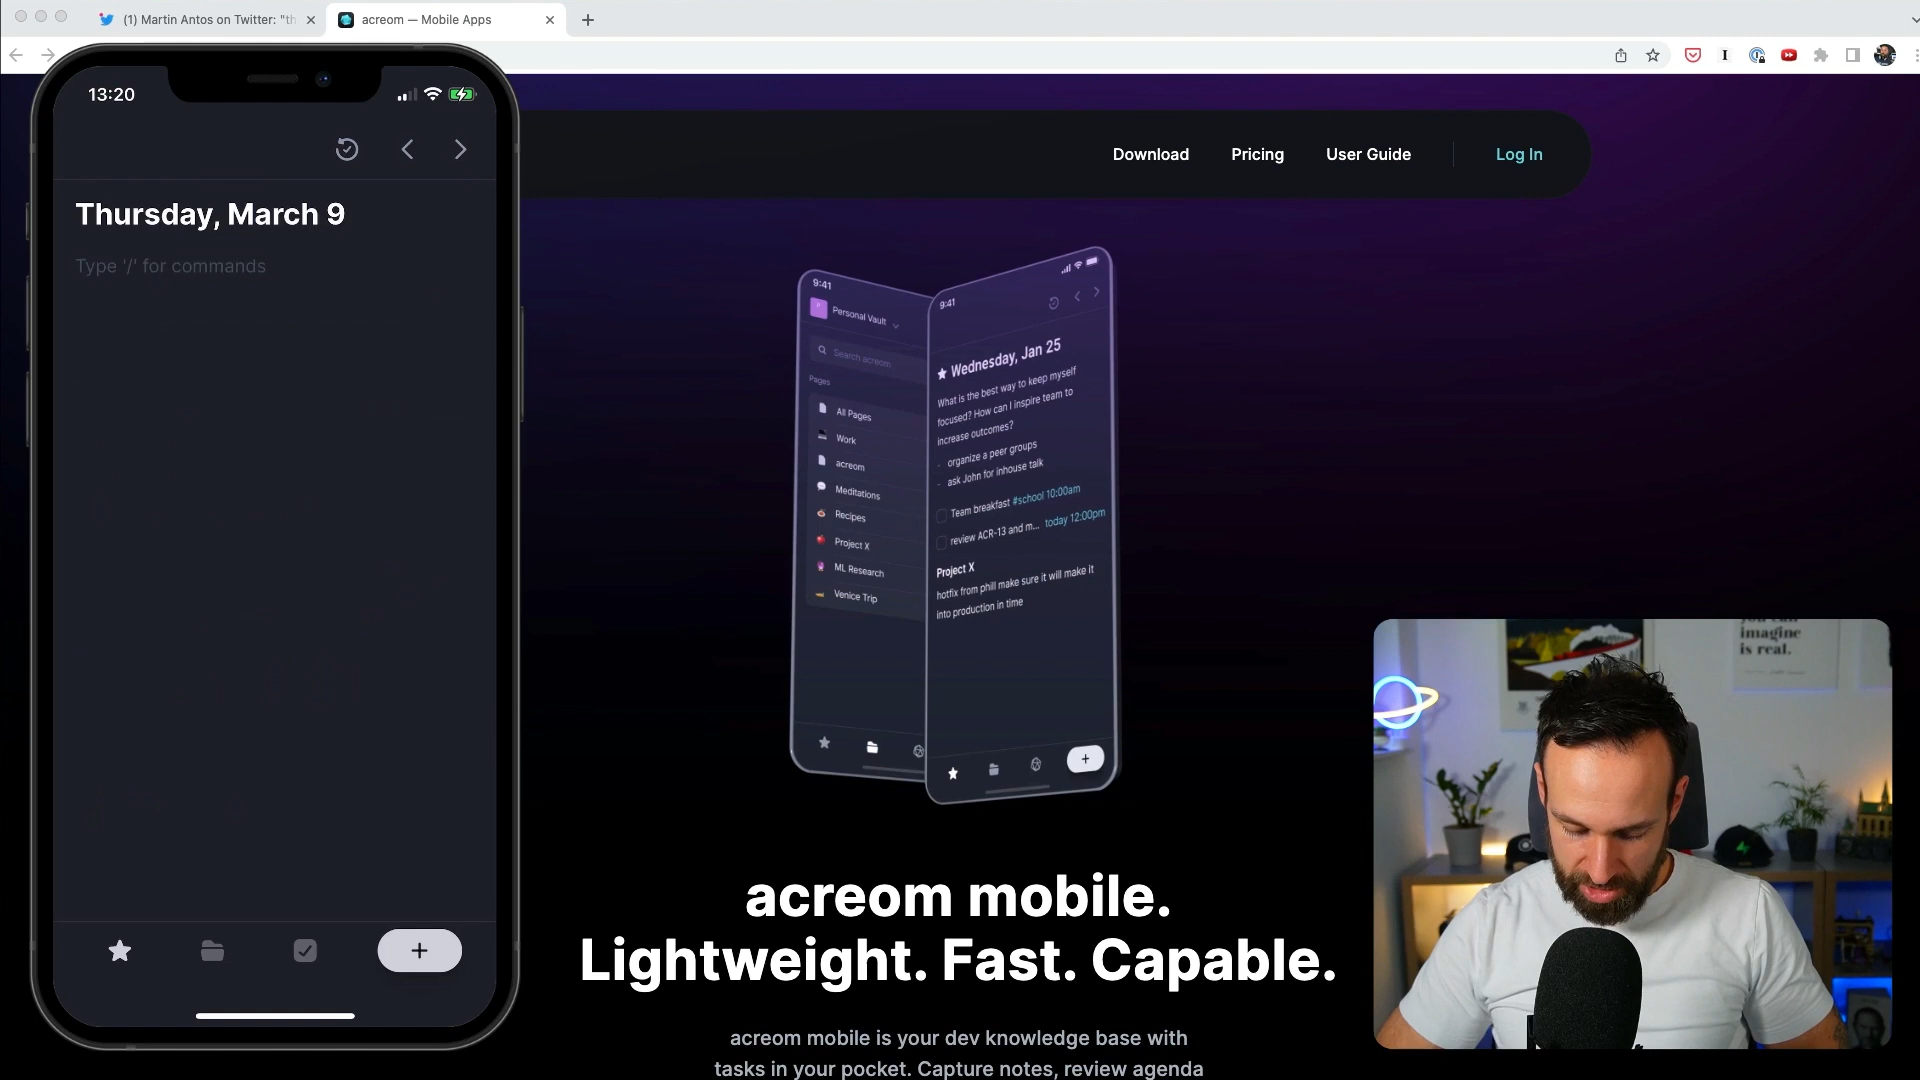 (1) Martin Antos on Twitter: "th
acreom — Mobile Apps
13:20
Thursday, March 9
Type '/' for commands
Download
Pricing
User Guide
Log In
9:41
Personal Vault
Search acreom
Pages
All Pages
Work
acreom
Meditations
Recipes
Project X
ML Research
Venice Trip
9:41
Wednesday, Jan 25
What is the best way to keep myself
focused? How can I inspire team to
increase outcomes?
- organize a peer groups
- ask John for inhouse talk
Team breakfast #school 10:00am
review ACR-13 and m... today 12:00pm
Project X
hotfix from phill make sure it will make it
into production in time
acreom mobile.
Lightweight. Fast. Capable.
acreom mobile is your dev knowledge base with
tasks in your pocket. Capture notes, review agenda
you can
imagine
is real.